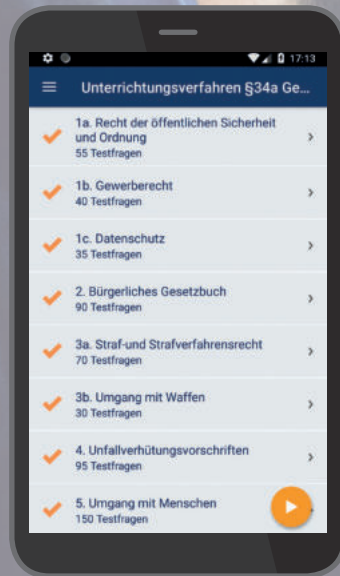 17:13
Unterrichtungsverfahren §34a Ge...
1a. Recht der öffentlichen Sicherheit
und Ordnung
55 Testfragen
1b. Gewerberecht
40 Testfragen
1c. Datenschutz
35 Testfragen
2. Bürgerliches Gesetzbuch
90 Testfragen
3a. Straf-und Strafverfahrensrecht
70 Testfragen
3b. Umgang mit Waffen
30 Testfragen
4. Unfallverhütungsvorschriften
95 Testfragen
5. Umgang mit Menschen
150 Testfragen